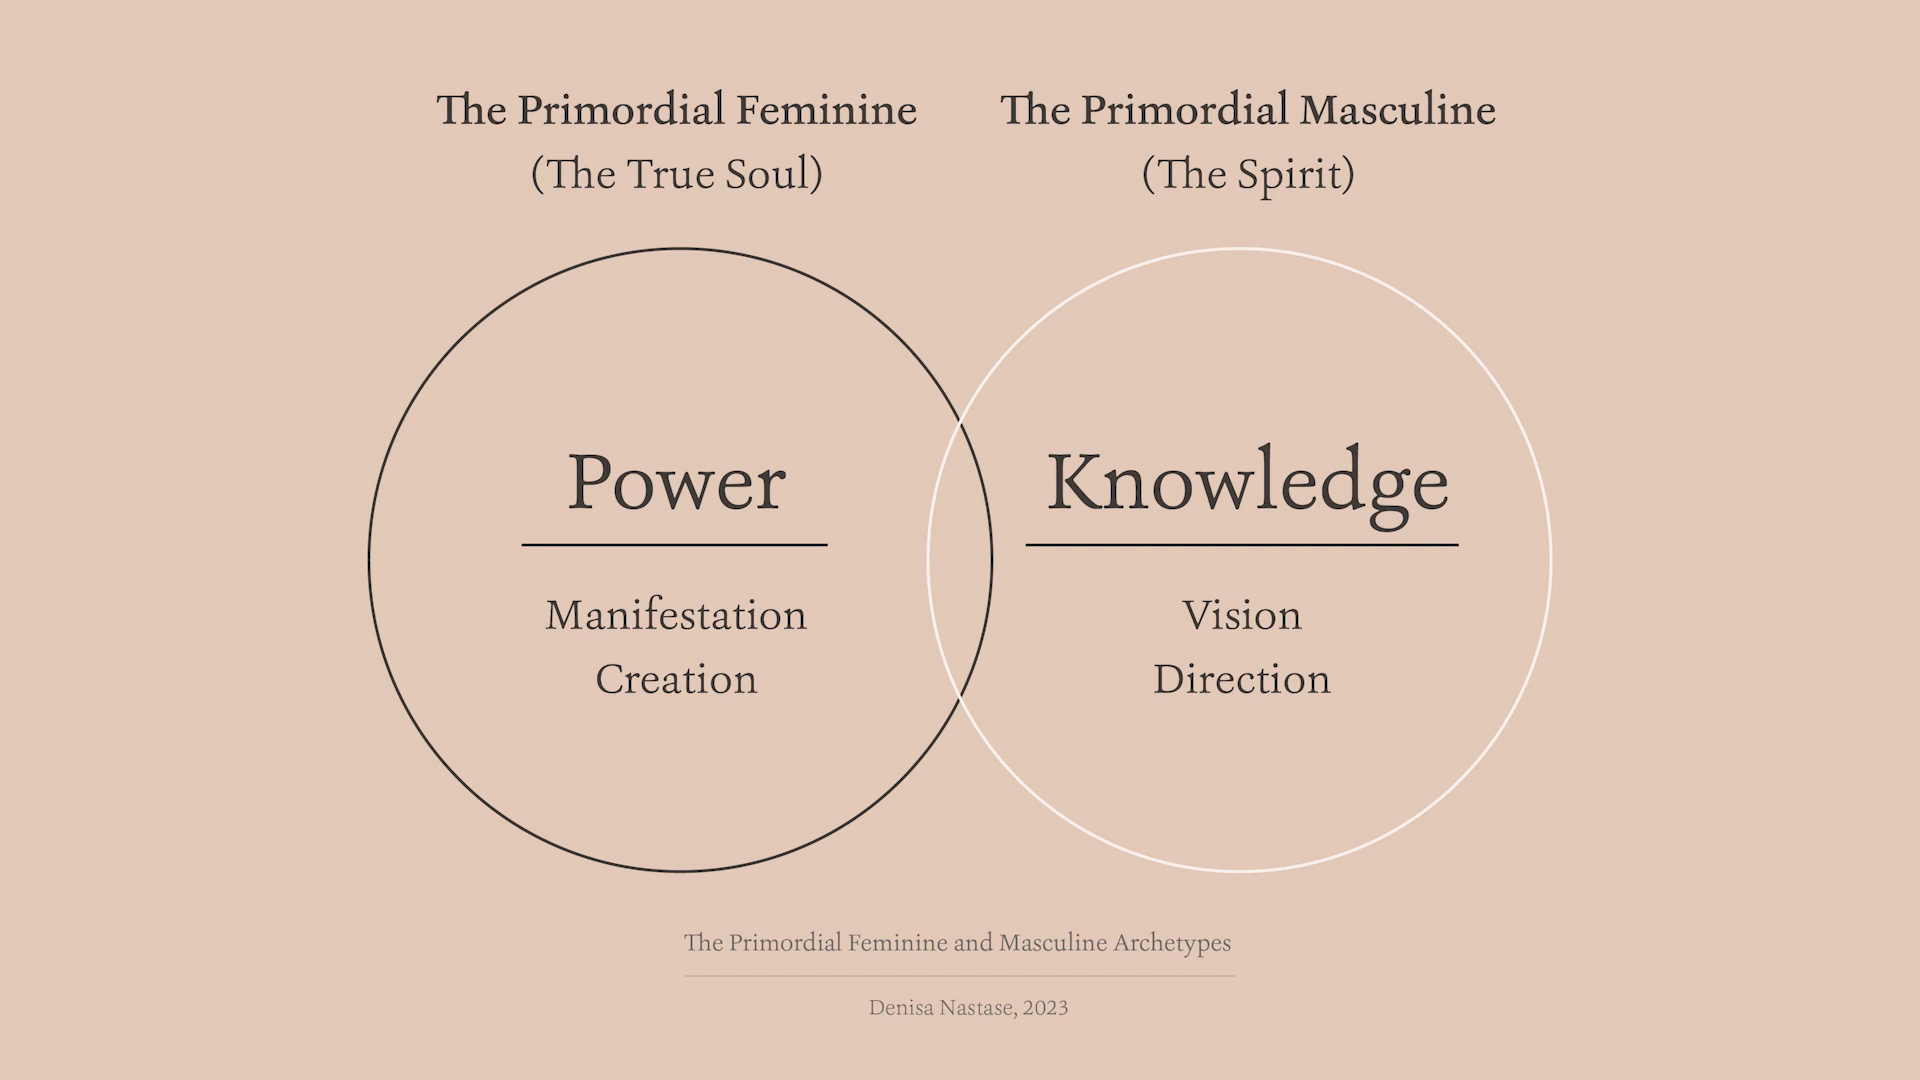 The Primordial Feminine
(The True Soul)
The Primordial Masculine
(The Spirit)
Power
Manifestation
Creation
Knowledge
Vision
Direction
The Primordial Feminine and Masculine Archetypes
Denisa Nastase, 2023